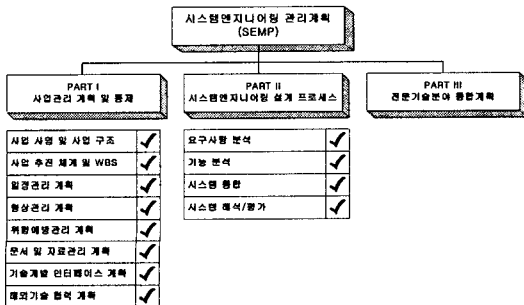 시스템엔지니어링 관리계획
(SEMP)
PART I
사업관리 계획 및 통제
PART II
시스템엔지니어링 설계 프로세스
PART III
전문기술분야 통합계획
사업 사명 및 사업 구조
사업 추진 체계 및 WBS
일정관리 계획
형상관리 계획
위험예방관리 계획
문서 및 자료관리 계획
기술개발 인터페이스 계획
해외기술 협력 계획
요구사항 분석
기능 분석
시스템 통합
시스템 해석/평가